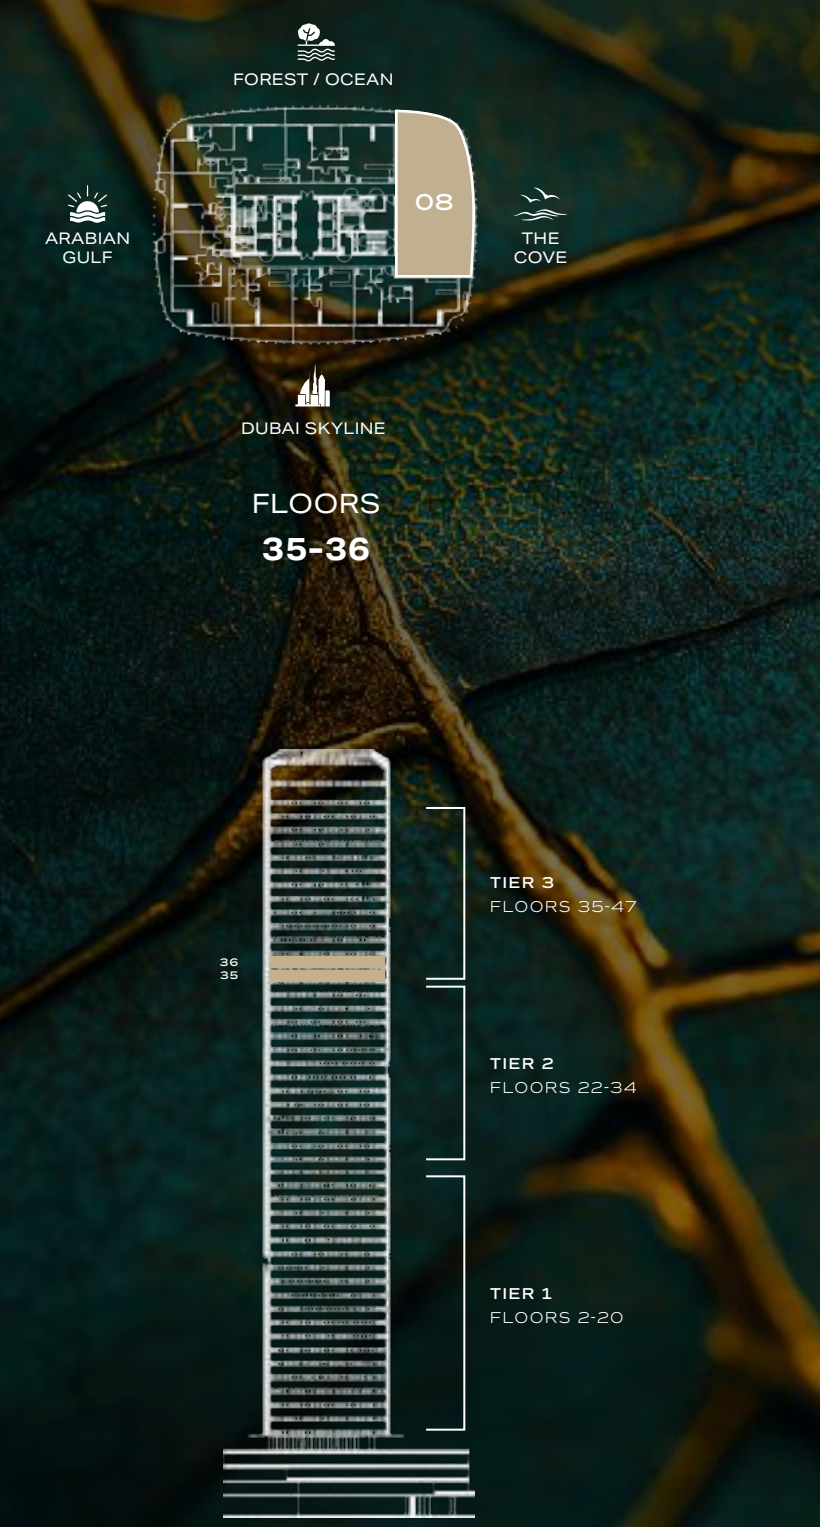 FOREST / OCEAN
08
ARABIAN
GULF
THE
COVE
DUBAI SKYLINE
FLOORS
35-36
TIER 3
FLOORS 35-47
36
35
TIER 2
FLOORS 22-34
TIER 1
FLOORS 2-20